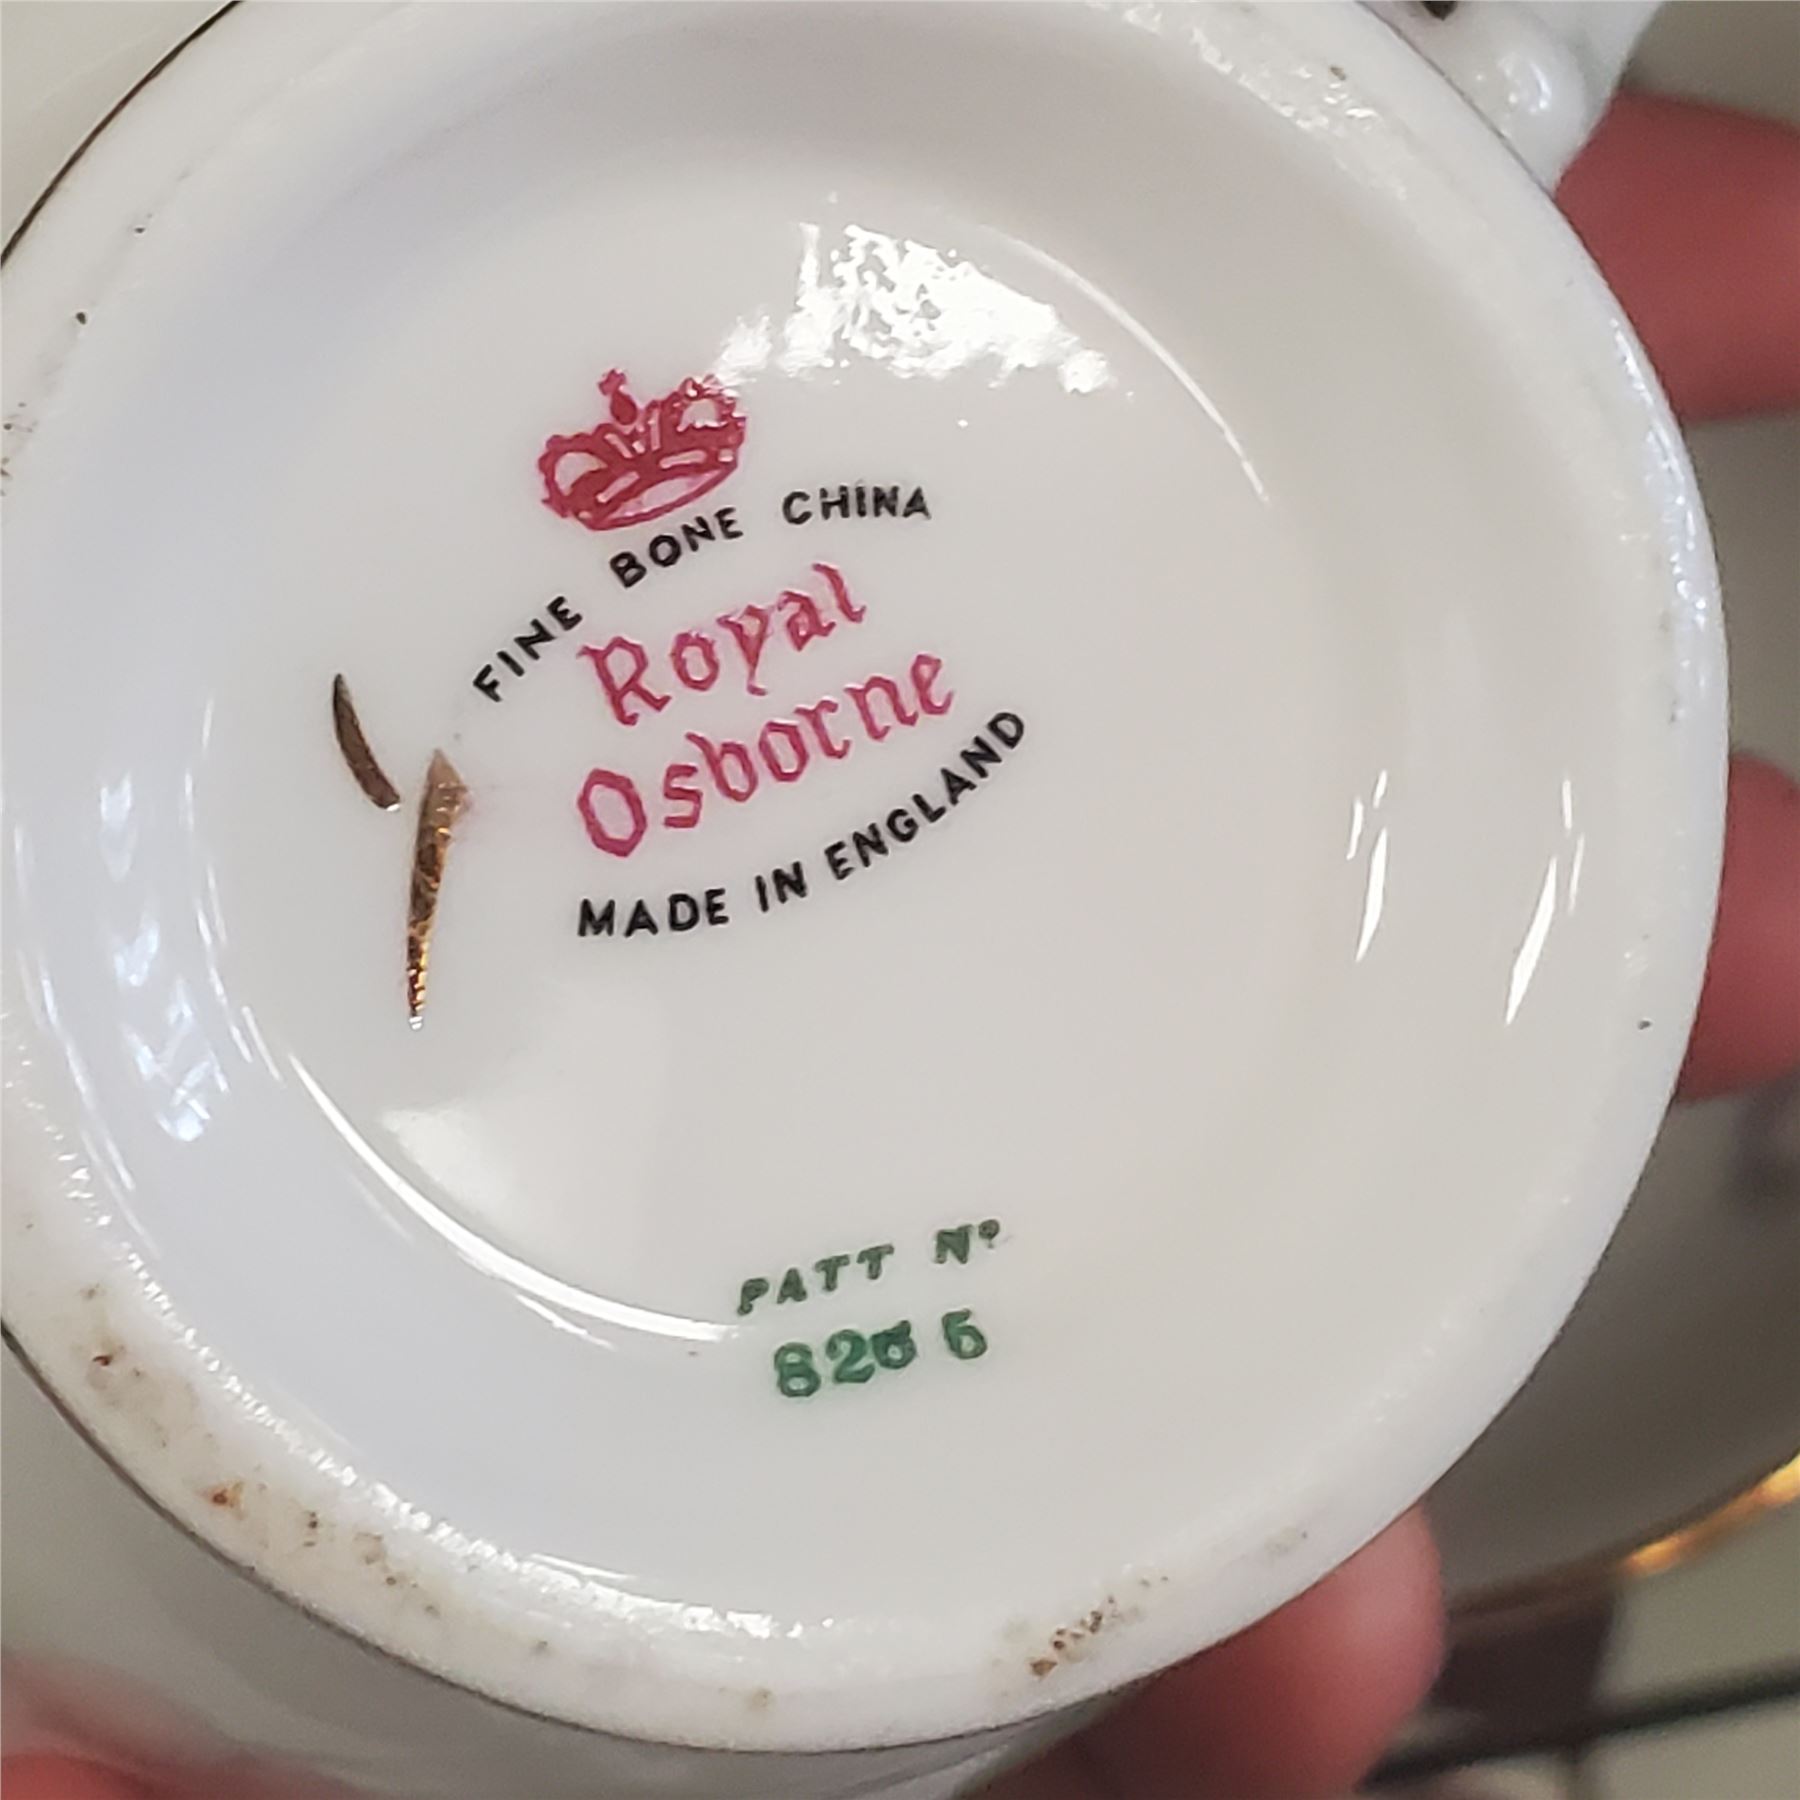 FINE BONE CHINA
Royal
Osborne
MADE IN ENGLAND
PATT Nº